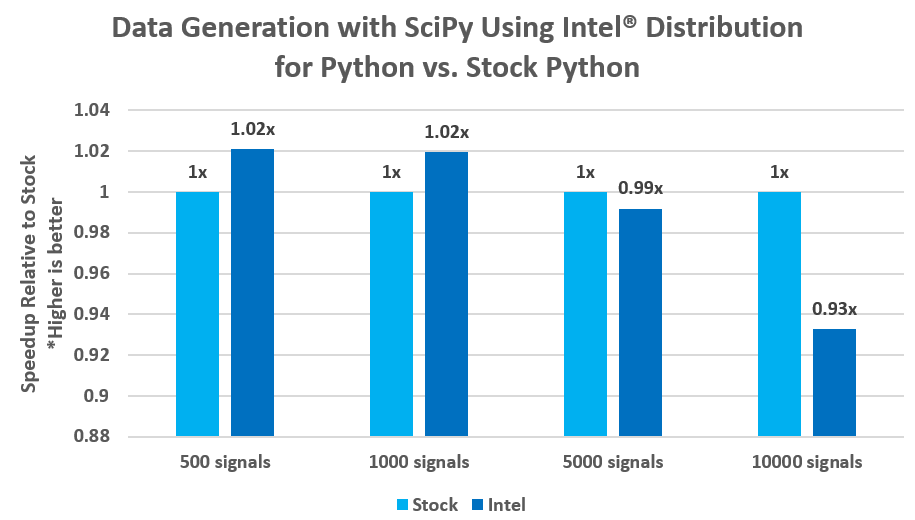 Data Generation with SciPy Using Intel® Distribution
for Python vs. Stock Python
Speedup Relative to Stock
*Higher is better
1.04
1.02
1
0.98
0.96
0.94
0.92
0.9
0.88
1x
1.02x
1x
1.02x
1x
0.99x
1x
0.93x
500 signals
1000 signals
5000 signals
10000 signals
Stock
Intel